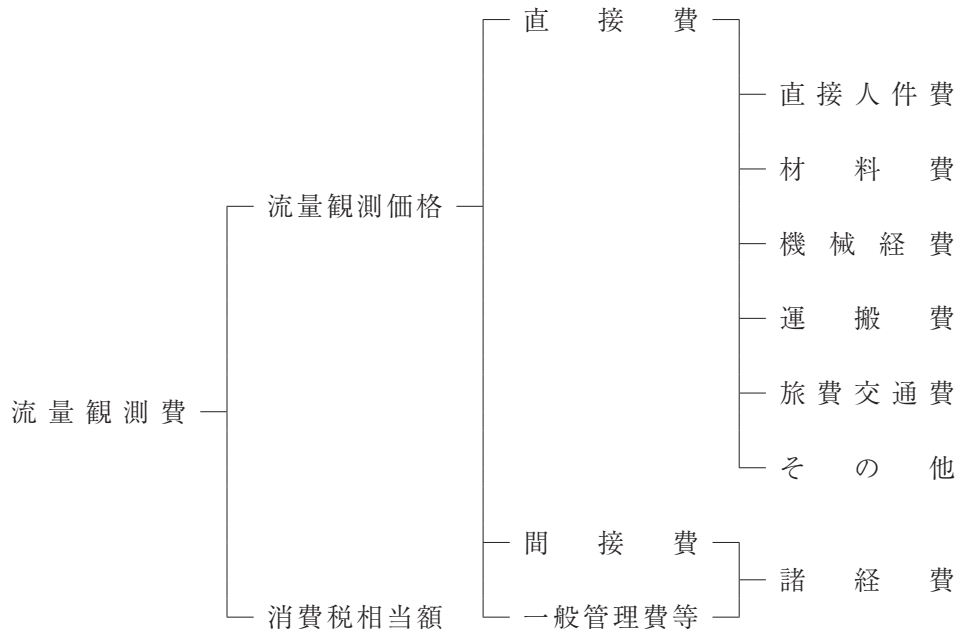 直接費
直接人件費
材料費
機械経費
流量観測価格
運搬費
旅費交通費
流量観測費
その他
間接費
諸経費
消費税相当額
一般管理費等